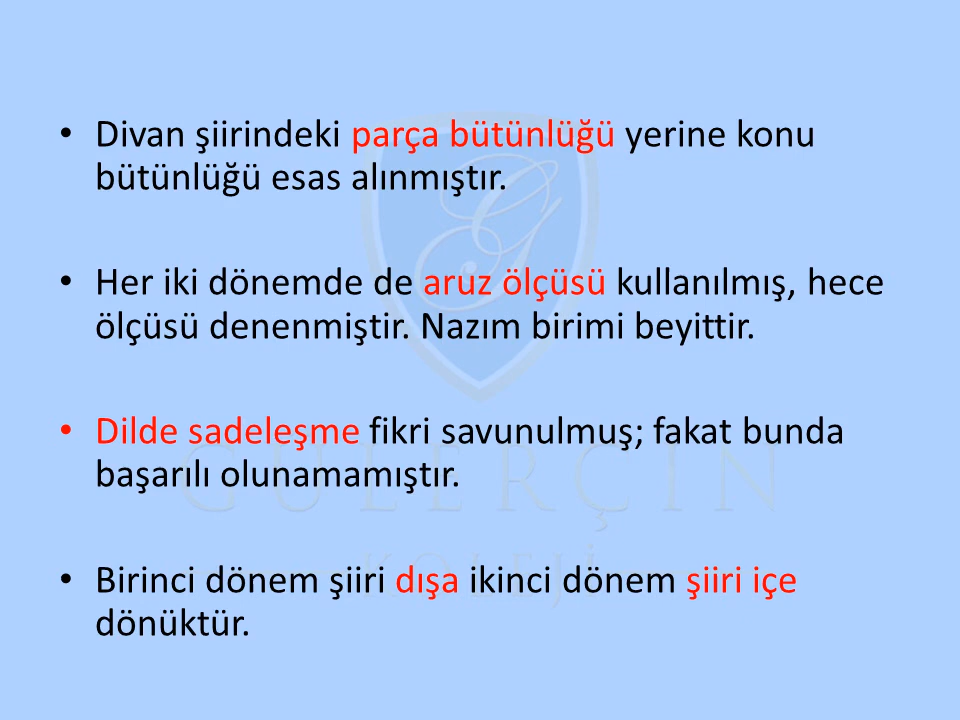 • Divan şiirindeki parça bütünlüğü yerine konu
bütünlüğü esas alınmıştır.
• Her iki dönemde de aruz ölçüsü kullanılmış, hece
ölçüsü denenmiştir. Nazım birimi beyittir.
• Dilde sadeleşme fikri savunulmuş; fakat bunda
başarılı olunamamıştır.
GÜLERÇİN
• Birinci dönem şiiri dışa ikinci dönem şiiri içe
KOLEJİ
dönüktür.